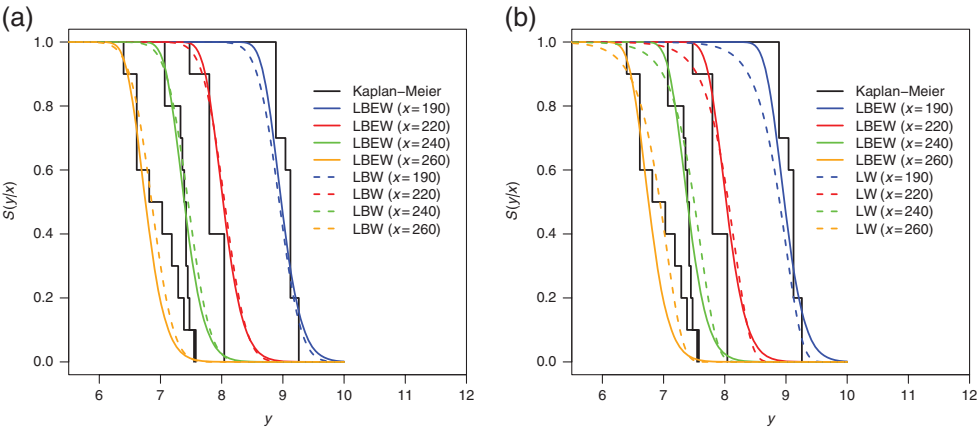 (a)
S(y|x)
1.0
0.8
0.6
0.4
0.2
0.0
Kaplan−Meier
LBEW (x=190)
LBEW (x=220)
LBEW (x=240)
LBEW (x=260)
LBW (x=190)
LBW (x=220)
LBW (x=240)
LBW (x=260)
6 7 8 9 10 11 12
y
(b)
S(y|x)
1.0
0.8
0.6
0.4
0.2
0.0
Kaplan−Meier
LBEW (x=190)
LBEW (x=220)
LBEW (x=240)
LBEW (x=260)
LW (x=190)
LW (x=220)
LW (x=240)
LW (x=260)
6 7 8 9 10 11 12
y